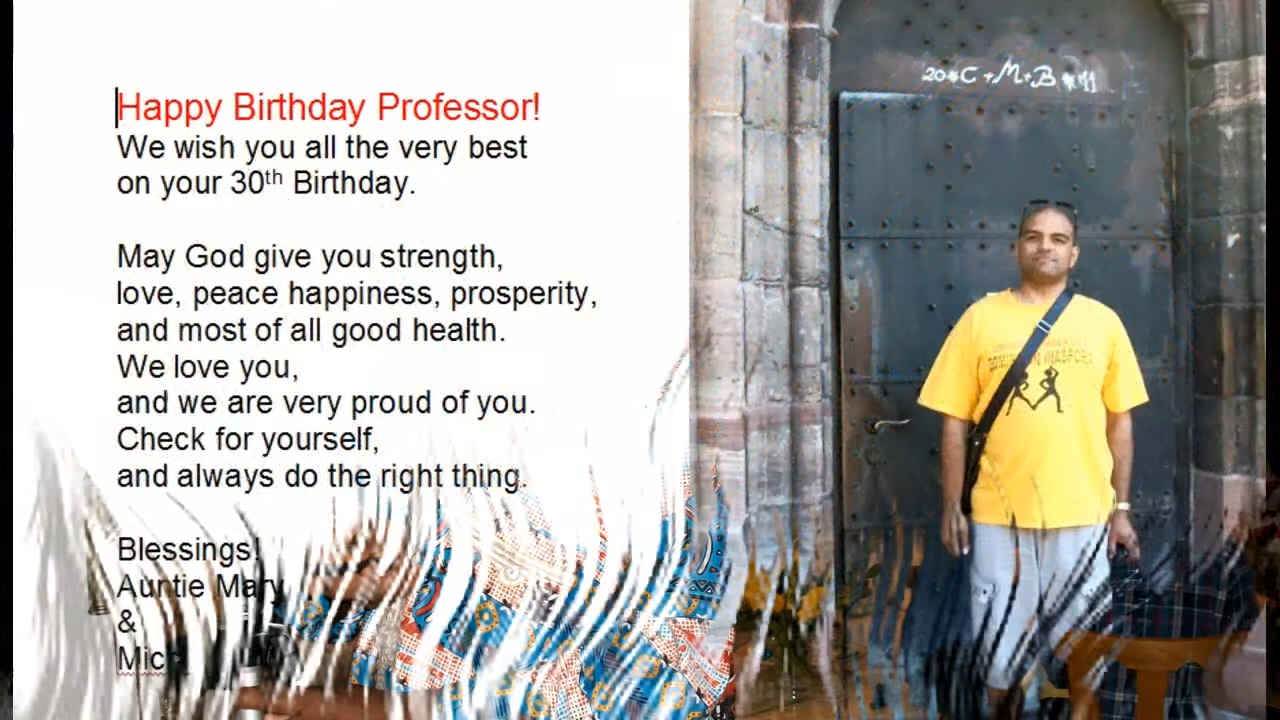 Happy Birthday Professor!
We wish you all the very best
on your 30th Birthday.
May God give you strength,
love, peace happiness, prosperity,
and most of all good health.
We love you,
and we are very proud of you.
Check for yourself,
and always do the right thing.
Blessings!
Auntie Mary
&
20*C+M+B*11